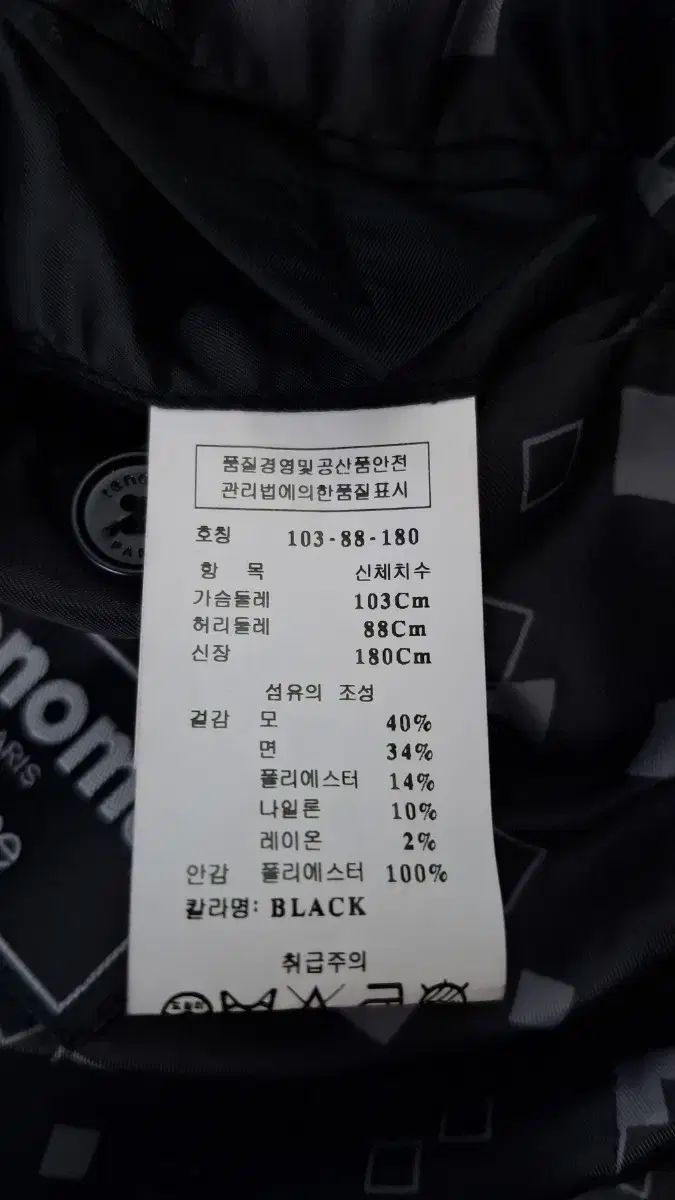 품질경영및공산품안전
관리법에의한품질표시
호칭 103-88-180
항 목 신체치수
가슴둘레 103Cm
허리둘레 88Cm
신장 180Cm
섬유의 조성
겉감 모 40%
면 34%
폴리에스터 14%
나일론 10%
레이온 2%
안감 폴리에스터 100%
칼라명: BLACK
취급주의
드라이